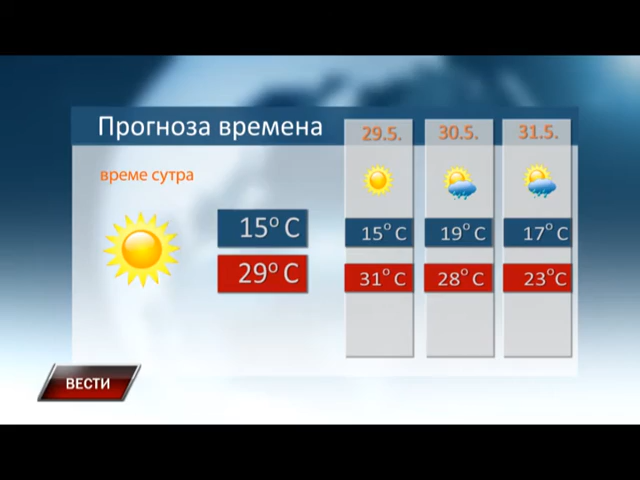 Прогноза времена
време сутра
15° C
29° C
29.5. 30.5. 31.5.
15° C 19° C 17° C
31° C 28° C 23°C
ВЕСТИ